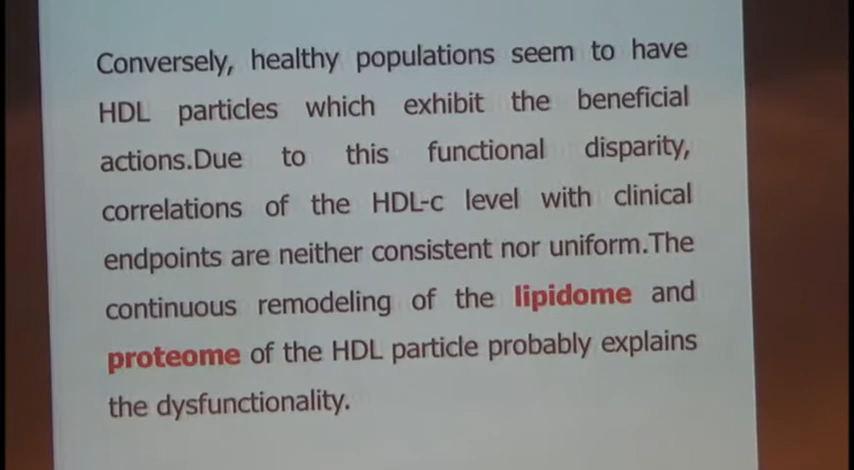 Conversely, healthy populations seem to have
HDL particles which exhibit the beneficial
actions.Due to this functional disparity,
correlations of the HDL-c level with clinical
endpoints are neither consistent nor uniform.The
continuous remodeling of the lipidome and
proteome of the HDL particle probably explains
the dysfunctionality.